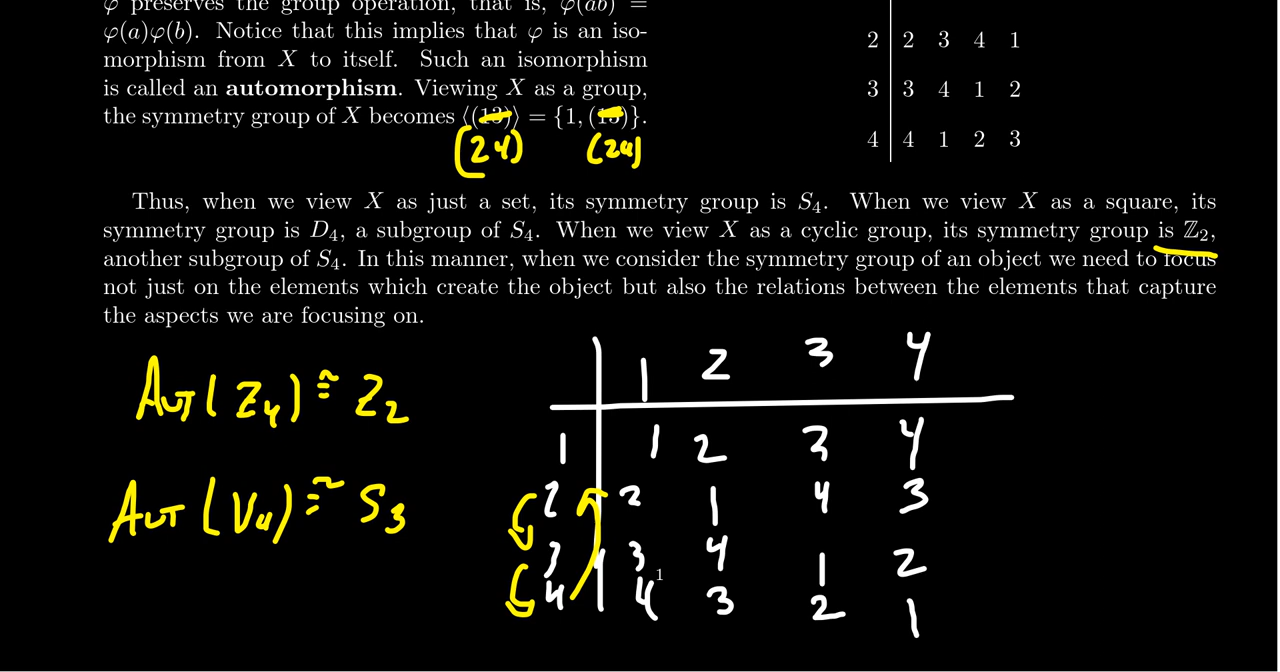 φ preserves the group operation, that is, φ(ab) =
φ(a)φ(b). Notice that this implies that φ is an iso-
morphism from X to itself. Such an isomorphism
is called an automorphism. Viewing X as a group,
the symmetry group of X becomes ⟨(13)⟩ = {1, (13)}.
(24) (24)
2 | 2 3 4 1
3 | 3 4 1 2
4 | 4 1 2 3
Thus, when we view X as just a set, its symmetry group is S₄. When we view X as a square, its
symmetry group is D₄, a subgroup of S₄. When we view X as a cyclic group, its symmetry group is ℤ₂,
another subgroup of S₄. In this manner, when we consider the symmetry group of an object we need to focus
not just on the elements which create the object but also the relations between the elements that capture
the aspects we are focusing on.
Aut(Z₄) ≅ Z₂
Aut(V₄) ≅ S₃
1 2 3 4
1 1 2 3 4
2 2 1 4 3
3 3 4 1 2
4 4 3 2 1
1